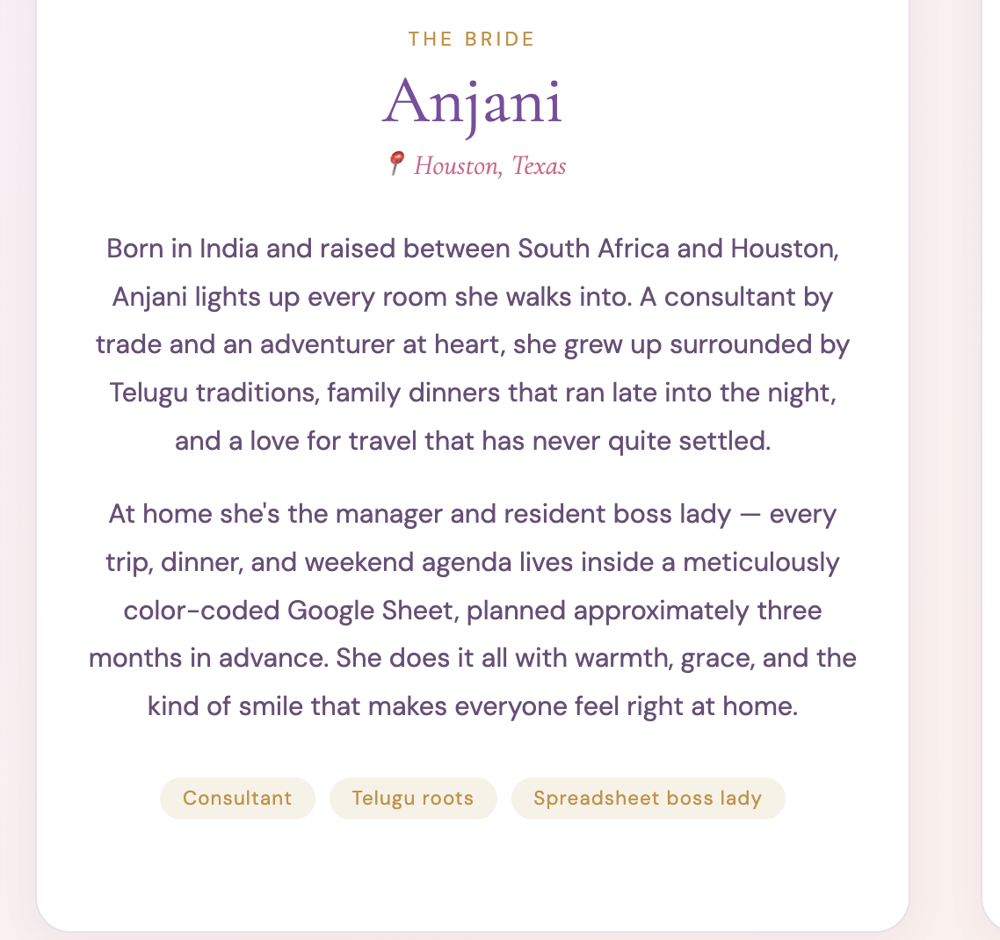 THE BRIDE
Anjani
📍 Houston, Texas
Born in India and raised between South Africa and Houston,
Anjani lights up every room she walks into. A consultant by
trade and an adventurer at heart, she grew up surrounded by
Telugu traditions, family dinners that ran late into the night,
and a love for travel that has never quite settled.
At home she's the manager and resident boss lady — every
trip, dinner, and weekend agenda lives inside a meticulously
color-coded Google Sheet, planned approximately three
months in advance. She does it all with warmth, grace, and the
kind of smile that makes everyone feel right at home.
Consultant
Telugu roots
Spreadsheet boss lady